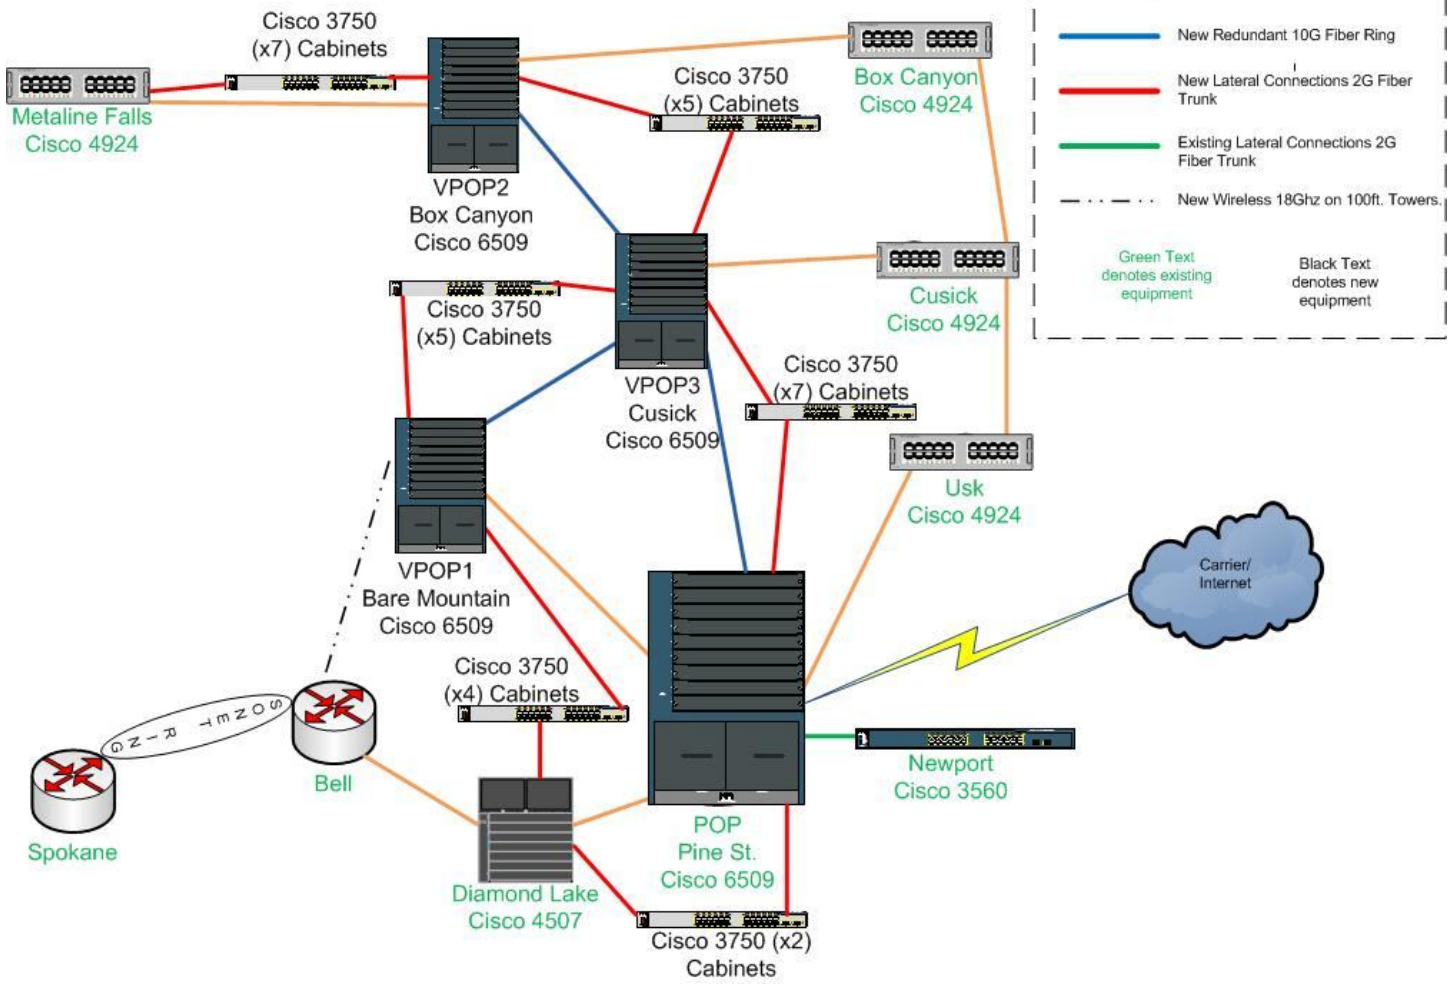 Cisco 3750
(x7) Cabinets
Metaline Falls
Cisco 4924
VPOP2
Box Canyon
Cisco 6509
Cisco 3750
(x5) Cabinets
Box Canyon
Cisco 4924
New Redundant 10G Fiber Ring
New Lateral Connections 2G Fiber
Trunk
Existing Lateral Connections 2G
Fiber Trunk
New Wireless 18Ghz on 100ft. Towers.
Green Text
denotes existing
equipment
Black Text
denotes new
equipment
Cisco 3750
(x5) Cabinets
VPOP3
Cusick
Cisco 6509
Cusick
Cisco 4924
Cisco 3750
(x7) Cabinets
Usk
Cisco 4924
VPOP1
Bare Mountain
Cisco 6509
Carrier/
Internet
Cisco 3750
(x4) Cabinets
SONET RING
Bell
Spokane
Newport
Cisco 3560
POP
Pine St.
Cisco 6509
Diamond Lake
Cisco 4507
Cisco 3750 (x2)
Cabinets